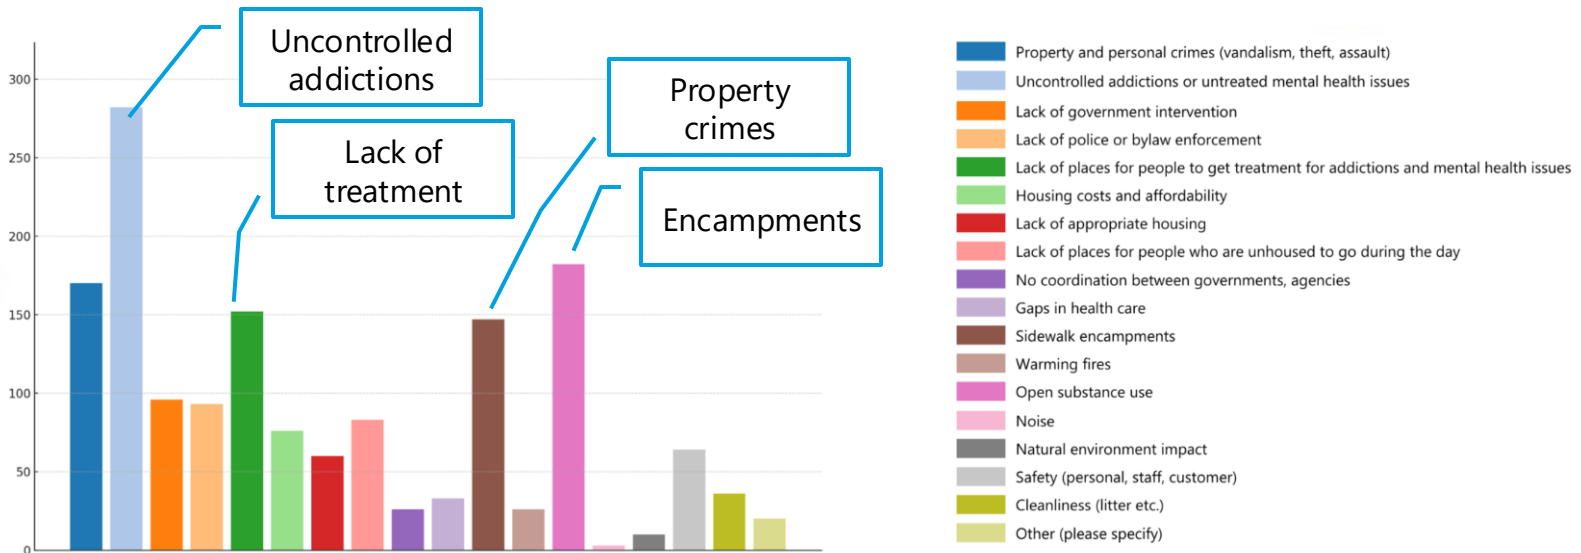 Uncontrolled
addictions
Lack of
treatment
Property
crimes
Encampments
300
250
200
150
100
50
0
Property and personal crimes (vandalism, theft, assault)
Uncontrolled addictions or untreated mental health issues
Lack of government intervention
Lack of police or bylaw enforcement
Lack of places for people to get treatment for addictions and mental health issues
Housing costs and affordability
Lack of appropriate housing
Lack of places for people who are unhoused to go during the day
No coordination between governments, agencies
Gaps in health care
Sidewalk encampments
Warming fires
Open substance use
Noise
Natural environment impact
Safety (personal, staff, customer)
Cleanliness (litter etc.)
Other (please specify)